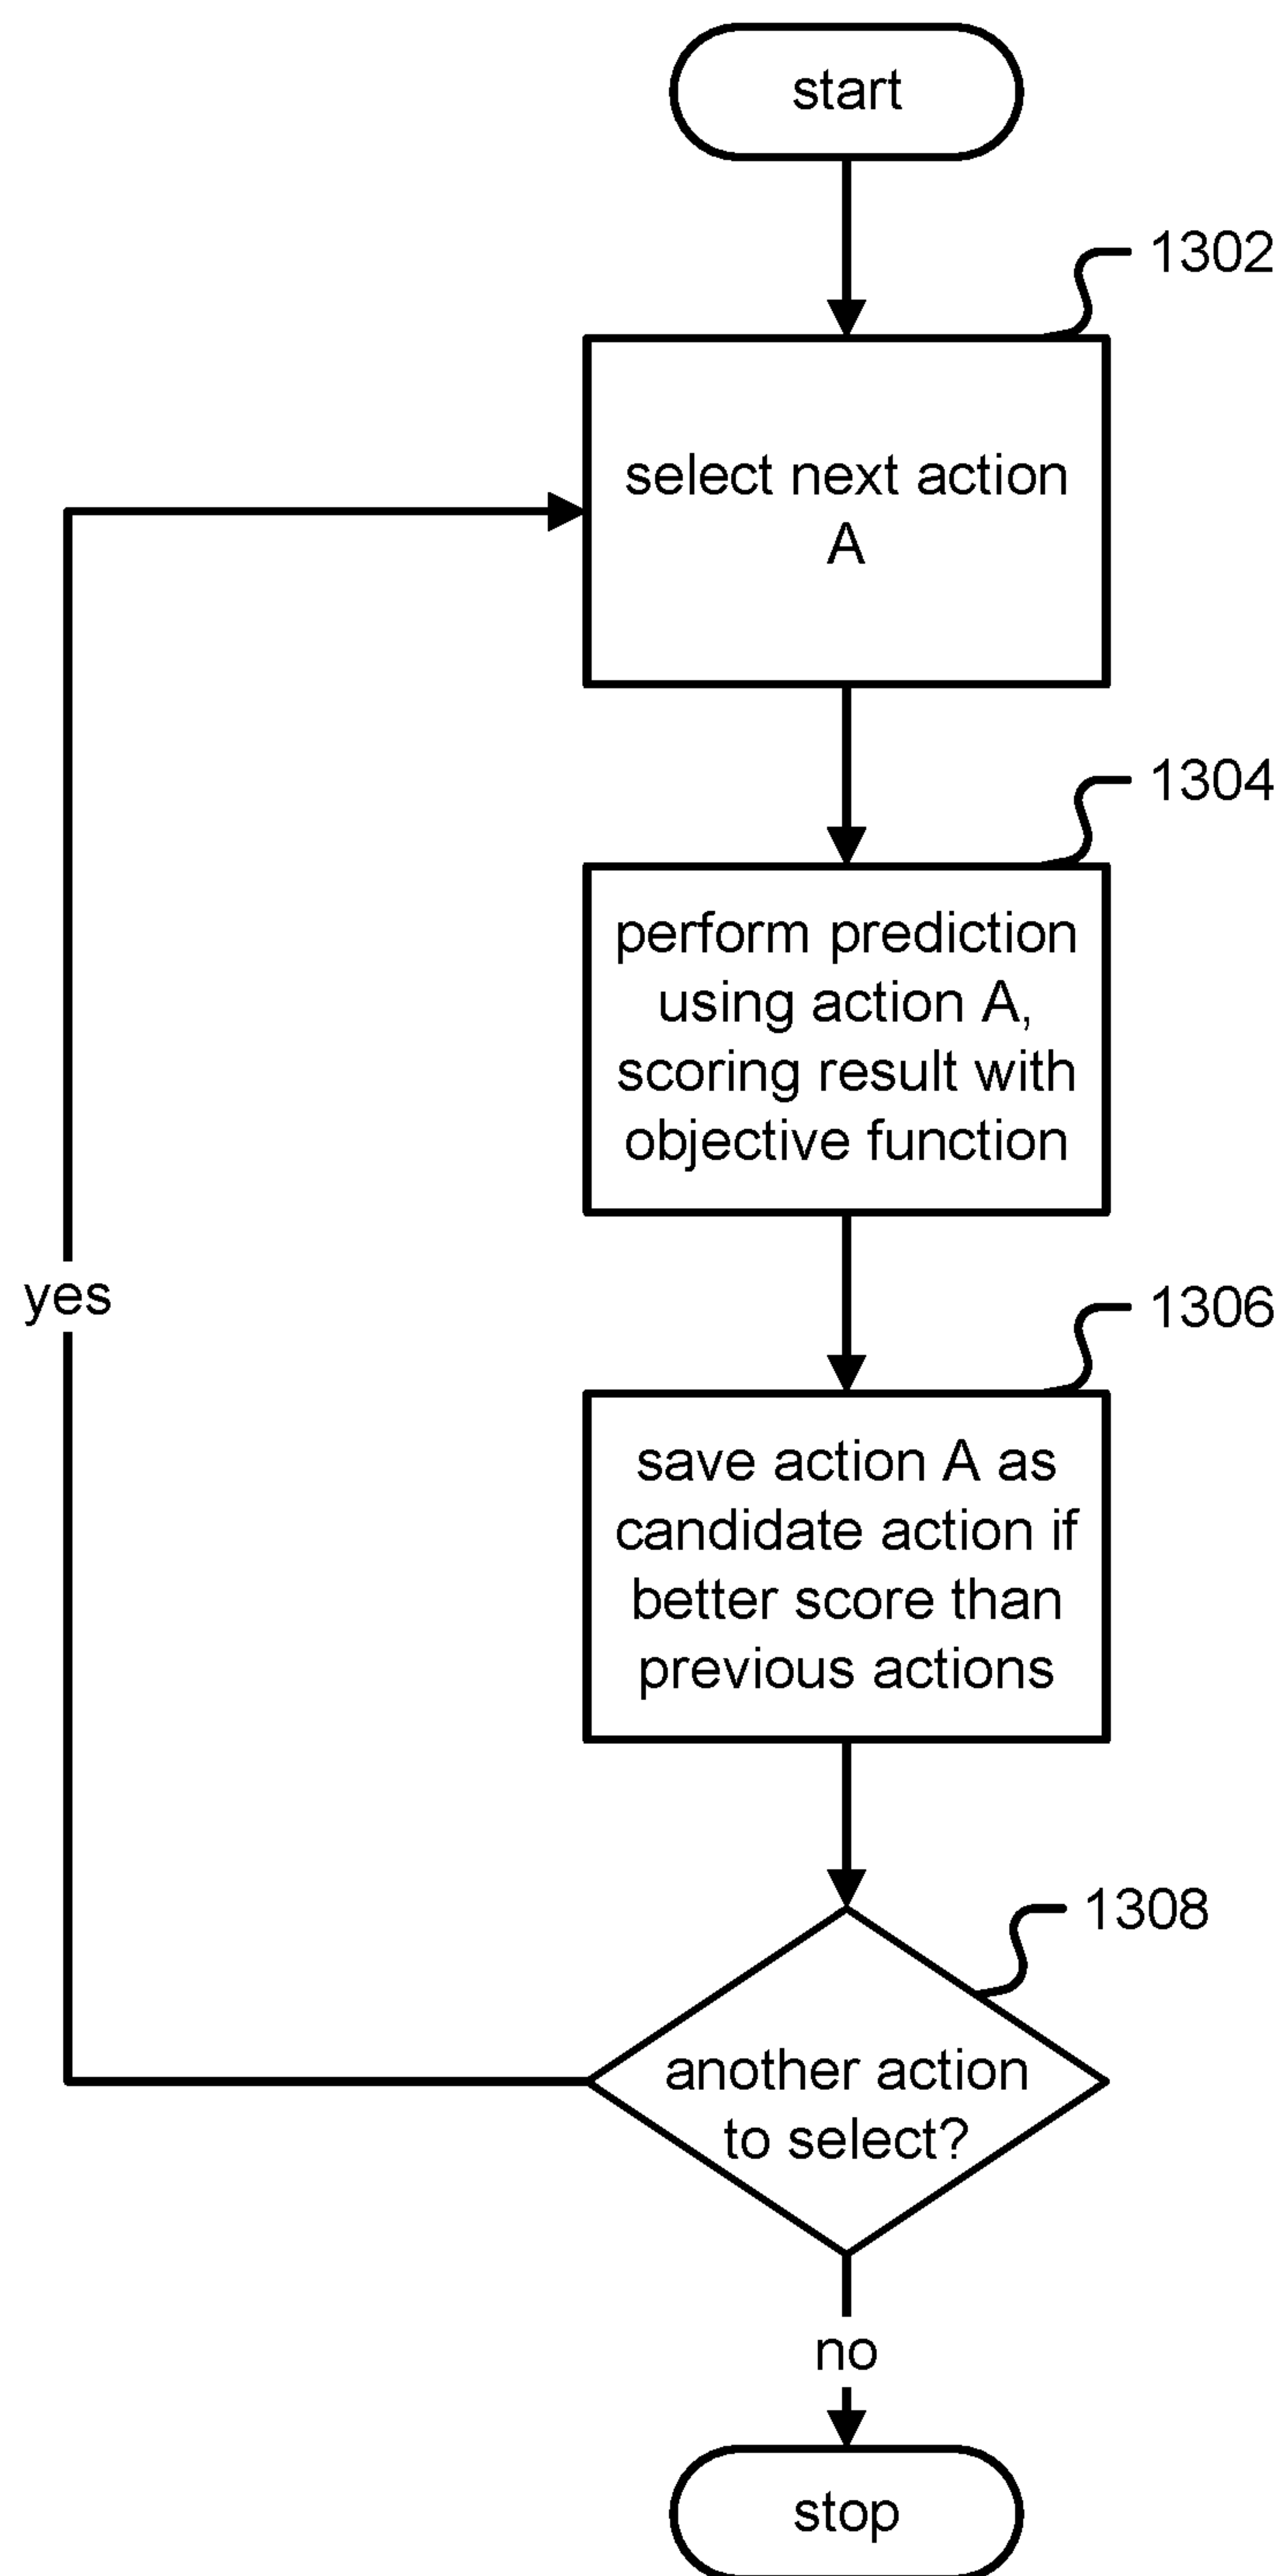 start
1302
select next action
A
1304
perform prediction
using action A,
scoring result with
objective function
yes
1306
save action A as
candidate action if
better score than
previous actions
1308
another action
to select?
no
stop